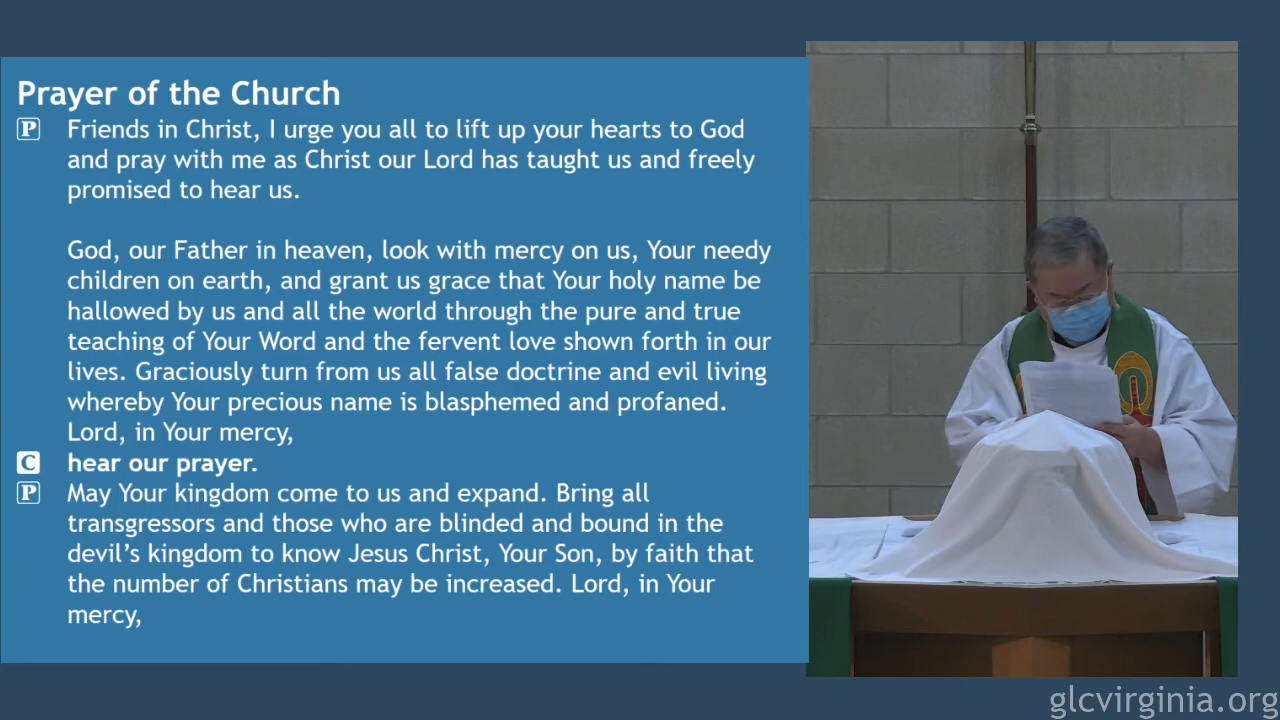 Prayer of the Church
P Friends in Christ, I urge you all to lift up your hearts to God
and pray with me as Christ our Lord has taught us and freely
promised to hear us.
God, our Father in heaven, look with mercy on us, Your needy
children on earth, and grant us grace that Your holy name be
hallowed by us and all the world through the pure and true
teaching of Your Word and the fervent love shown forth in our
lives. Graciously turn from us all false doctrine and evil living
whereby Your precious name is blasphemed and profaned.
Lord, in Your mercy,
C hear our prayer.
P May Your kingdom come to us and expand. Bring all
transgressors and those who are blinded and bound in the
devil’s kingdom to know Jesus Christ, Your Son, by faith that
the number of Christians may be increased. Lord, in Your
mercy,
glcvirginia.org